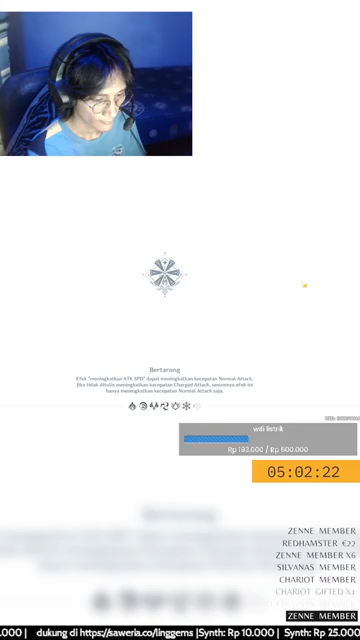 Bertarung
Efek "meningkatkan ATK SPD" dapat meningkatkan kecepatan Normal Attack.
Jika tidak ditulis meningkatkan kecepatan Charged Attack, umumnya efek ini
hanya meningkatkan kecepatan Normal Attack saja.
wdi listrik
Rp 193.000 / Rp 500.000
05:02:22
ZENNE MEMBER
REDHAMSTER €22
ZENNE MEMBER X6
SILVANAS MEMBER
CHARIOT MEMBER
CHARIOT GIFTED X1
ZENNE MEMBER
.000 | dukung di https://saweria.co/linggems |Synth: Rp 10.000 | Synth: Rp 25.000